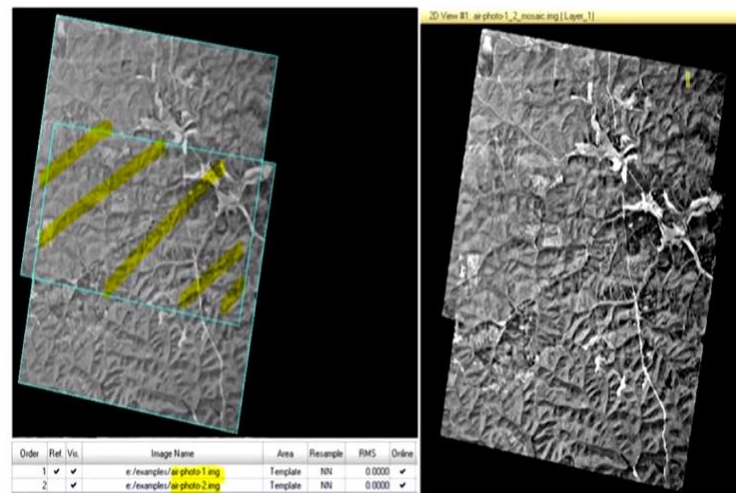 2D View #1: air-photo-1_2_mosaic.img (:Layer_1)
Order Ref. Vis. Image Name Area Resample RMS Online
1 ✔ ✔ e:/examples/air-photo-1.img Template NN 0.0000 ✔
2 ✔ e:/examples/air-photo-2.img Template NN 0.0000 ✔